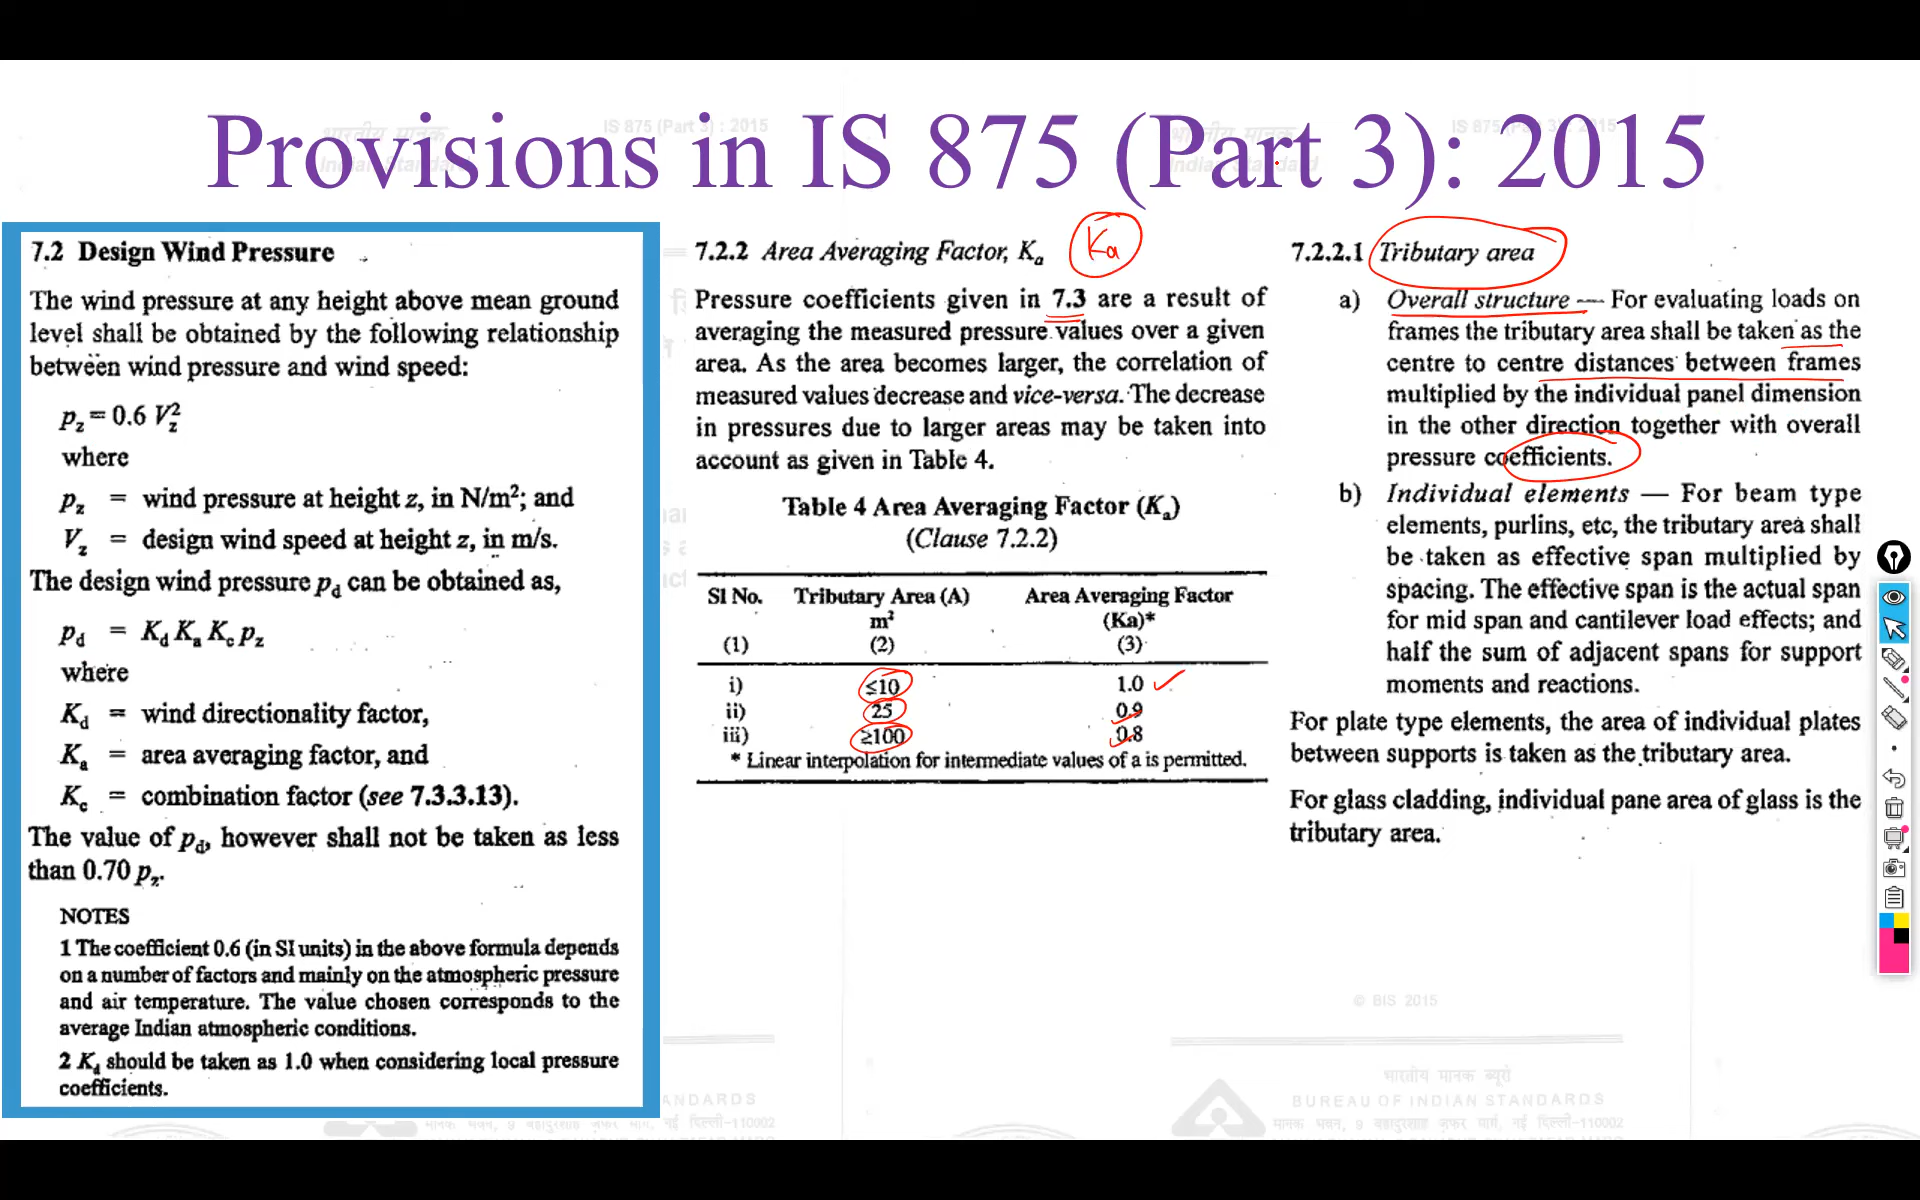 Provisions in IS 875 (Part 3): 2015
7.2 Design Wind Pressure
The wind pressure at any height above mean ground
level shall be obtained by the following relationship
between wind pressure and wind speed:
p_z = 0.6 V_z^2
where
p_z = wind pressure at height z, in N/m²; and
V_z = design wind speed at height z, in m/s.
The design wind pressure p_d can be obtained as,
p_d = K_d K_a K_c p_z
where
K_d = wind directionality factor,
K_a = area averaging factor, and
K_c = combination factor (see 7.3.3.13).
The value of p_d, however shall not be taken as less
than 0.70 p_z.
NOTES
1 The coefficient 0.6 (in SI units) in the above formula depends
on a number of factors and mainly on the atmospheric pressure
and air temperature. The value chosen corresponds to the
average Indian atmospheric conditions.
2 K_d should be taken as 1.0 when considering local pressure
coefficients.
7.2.2 Area Averaging Factor, K_a
Ka
Pressure coefficients given in 7.3 are a result of
averaging the measured pressure values over a given
area. As the area becomes larger, the correlation of
measured values decrease and vice-versa. The decrease
in pressures due to larger areas may be taken into
account as given in Table 4.
Table 4 Area Averaging Factor (K_a)
(Clause 7.2.2)
Sl No. Tributary Area (A) Area Averaging Factor
m² (Ka)*
(1) (2) (3)
i) ≤10 1.0
ii) 25 0.9
iii) ≥100 0.8
* Linear interpolation for intermediate values of a is permitted.
7.2.2.1 Tributary area
a) Overall structure — For evaluating loads on
frames the tributary area shall be taken as the
centre to centre distances between frames
multiplied by the individual panel dimension
in the other direction together with overall
pressure coefficients.
b) Individual elements — For beam type
elements, purlins, etc, the tributary area shall
be taken as effective span multiplied by
spacing. The effective span is the actual span
for mid span and cantilever load effects; and
half the sum of adjacent spans for support
moments and reactions.
For plate type elements, the area of individual plates
between supports is taken as the tributary area.
For glass cladding, individual pane area of glass is the
tributary area.
© BIS 2015
भारतीय मानक ब्यूरो
BUREAU OF INDIAN STANDARDS
मानक भवन, 9 बहादुरशाह ज़फर मार्ग, नई दिल्ली-110002